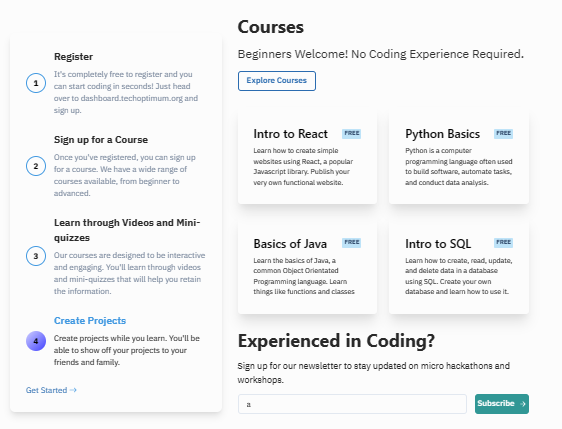 Register
1
It's completely free to register and you
can start coding in seconds! Just head
over to dashboard.techoptimum.org and
sign up.
Sign up for a Course
2
Once you've registered, you can sign up
for a course. We have a wide range of
courses available, from beginner to
advanced.
Learn through Videos and Mini-
quizzes
3
Our courses are designed to be interactive
and engaging. You'll learn through videos
and mini-quizzes that will help you retain
the information.
Create Projects
4
Create projects while you learn. You'll be
able to show off your projects to your
friends and family.
Get Started →
Courses
Beginners Welcome! No Coding Experience Required.
Explore Courses
Intro to React FREE
Learn how to create simple
websites using React, a popular
Javascript library. Publish your
very own functional website.
Python Basics FREE
Python is a computer
programming language often used
to build software, automate tasks,
and conduct data analysis.
Basics of Java FREE
Learn the basics of Java, a
common Object Orientated
Programming language. Learn
things like functions and classes
Intro to SQL FREE
Learn how to create, read, update,
and delete data in a database
using SQL. Create your own
database and learn how to use it.
Experienced in Coding?
Sign up for our newsletter to stay updated on micro hackathons and
workshops.
a
Subscribe →